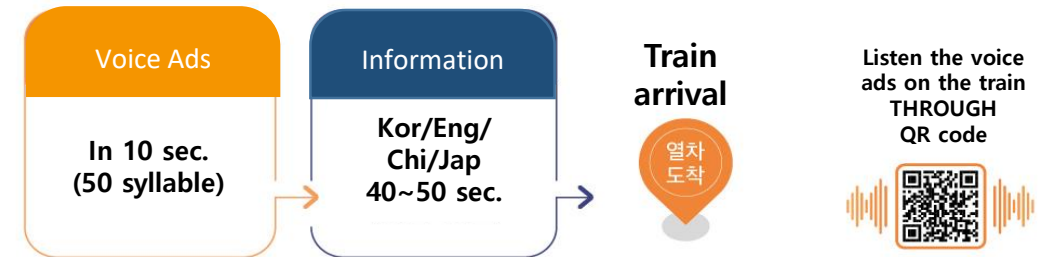 Voice Ads
In 10 sec.
(50 syllable)
Information
Kor/Eng/
Chi/Jap
40~50 sec.
Train
arrival
열차
도착
Listen the voice
ads on the train
THROUGH
QR code